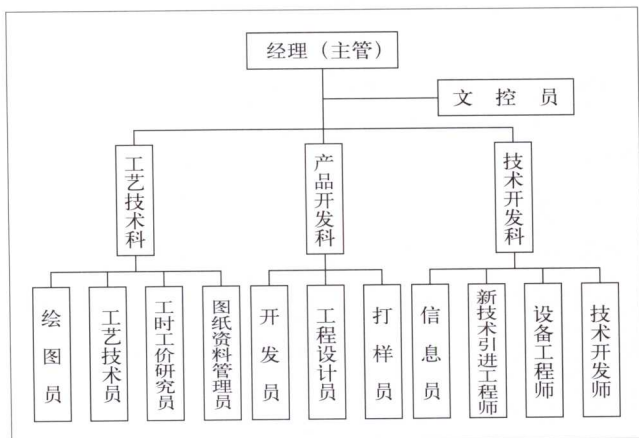 经理（主管）
文控员
工艺技术科
产品开发科
技术开发科
绘图员
工艺技术员
工时工价研究员
图纸资料管理员
开发员
工程设计员
打样员
信息员
新技术引进工程师
设备工程师
技术开发师